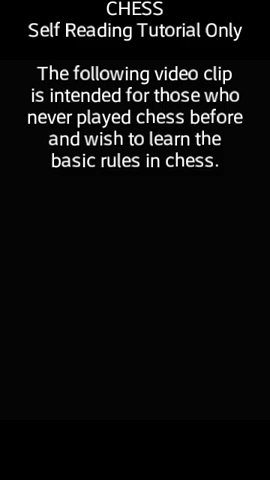 CHESS
Self Reading Tutorial Only
The following video clip
is intended for those who
never played chess before
and wish to learn the
basic rules in chess.